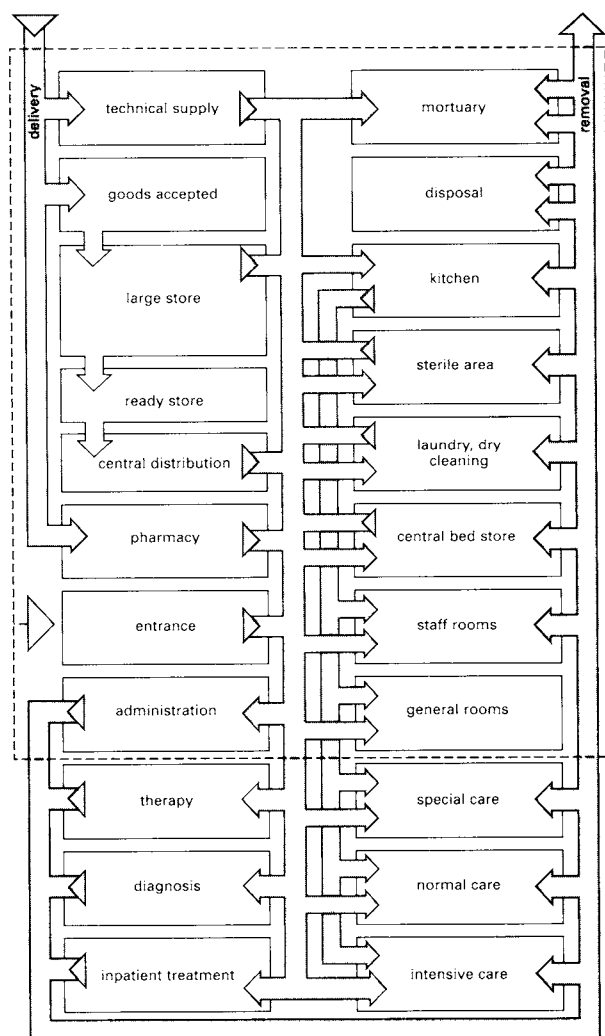 delivery
removal
technical supply
mortuary
goods accepted
disposal
large store
kitchen
sterile area
ready store
laundry, dry
cleaning
central distribution
pharmacy
central bed store
entrance
staff rooms
administration
general rooms
therapy
special care
diagnosis
normal care
inpatient treatment
intensive care